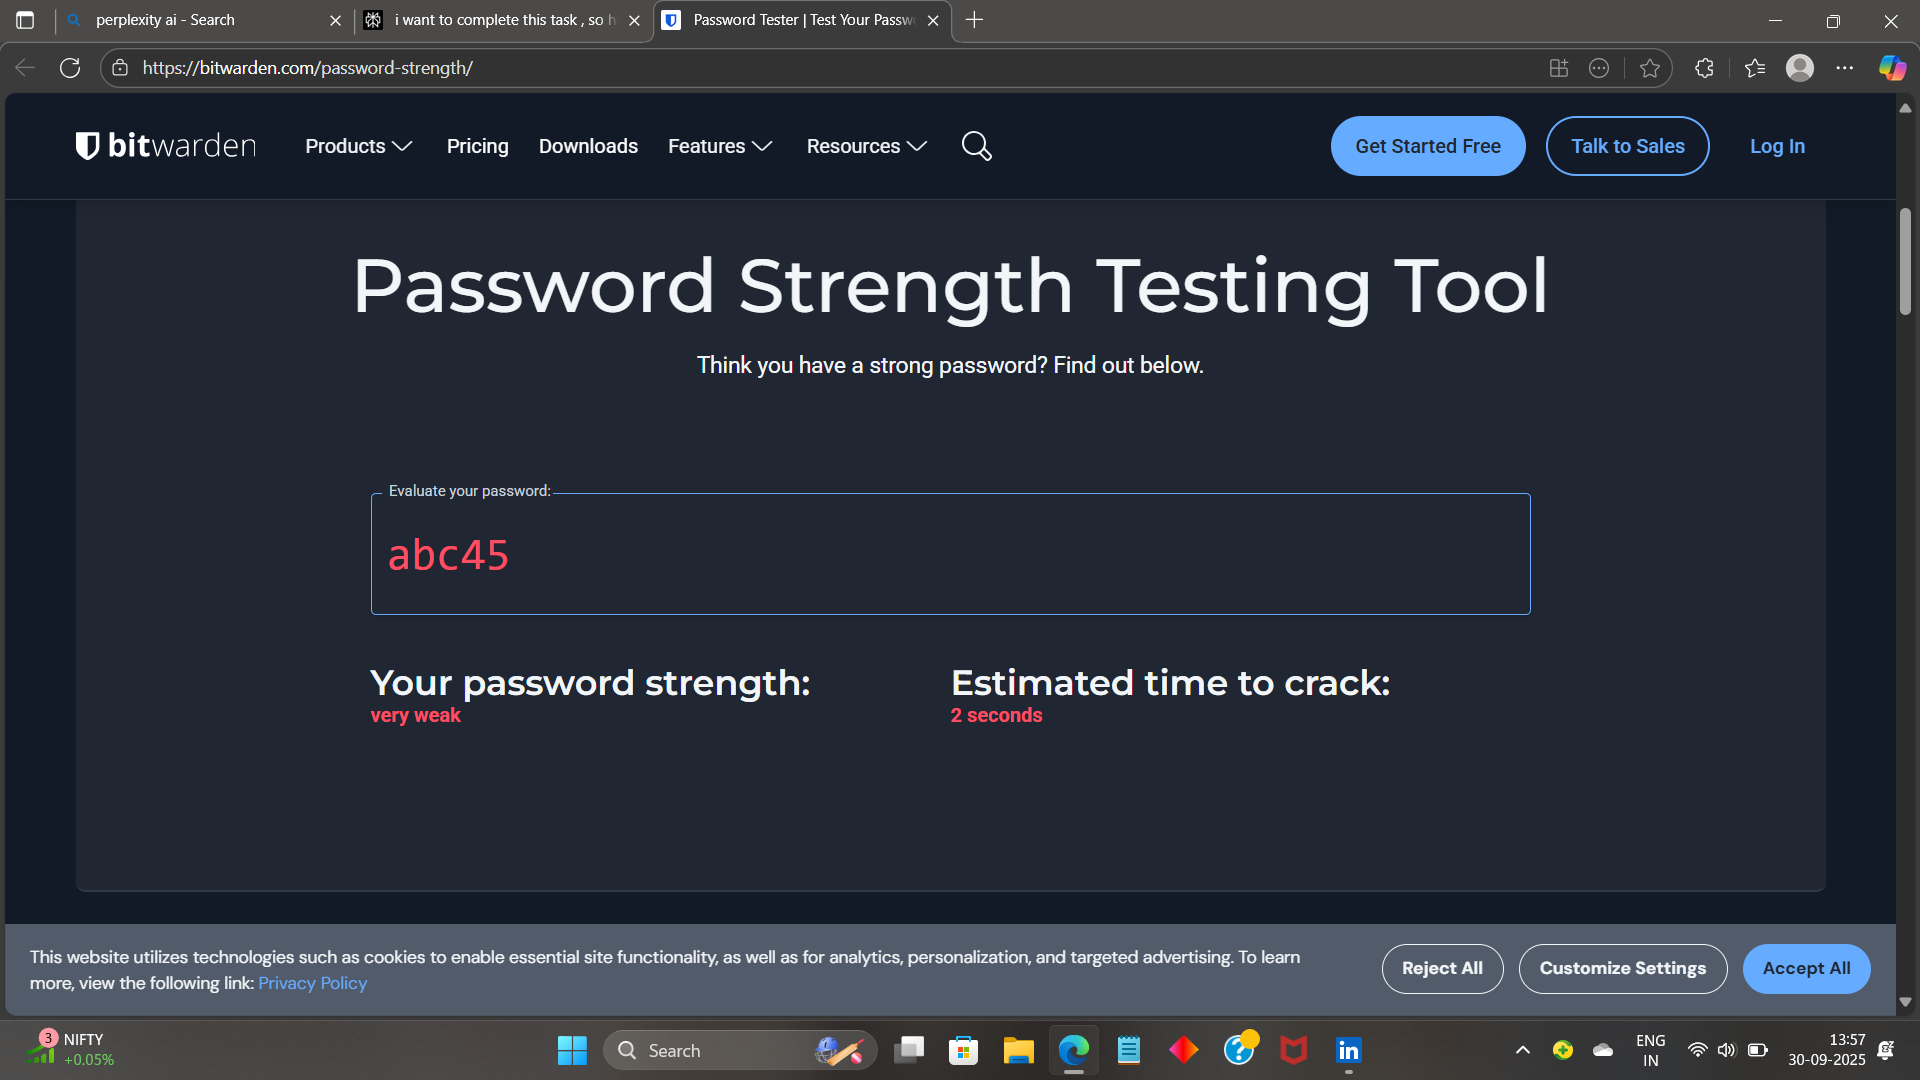 perplexity ai - Search
i want to complete this task , so h
Password Tester | Test Your Passw
https://bitwarden.com/password-strength/
bitwarden
Products
Pricing
Downloads
Features
Resources
Get Started Free
Talk to Sales
Log In
Password Strength Testing Tool
Think you have a strong password? Find out below.
Evaluate your password:
abc45
Your password strength:
very weak
Estimated time to crack:
2 seconds
This website utilizes technologies such as cookies to enable essential site functionality, as well as for analytics, personalization, and targeted advertising. To learn
more, view the following link: Privacy Policy
Reject All
Customize Settings
Accept All
3
NIFTY
+0.05%
Search
in
ENG
IN
13:57
30-09-2025